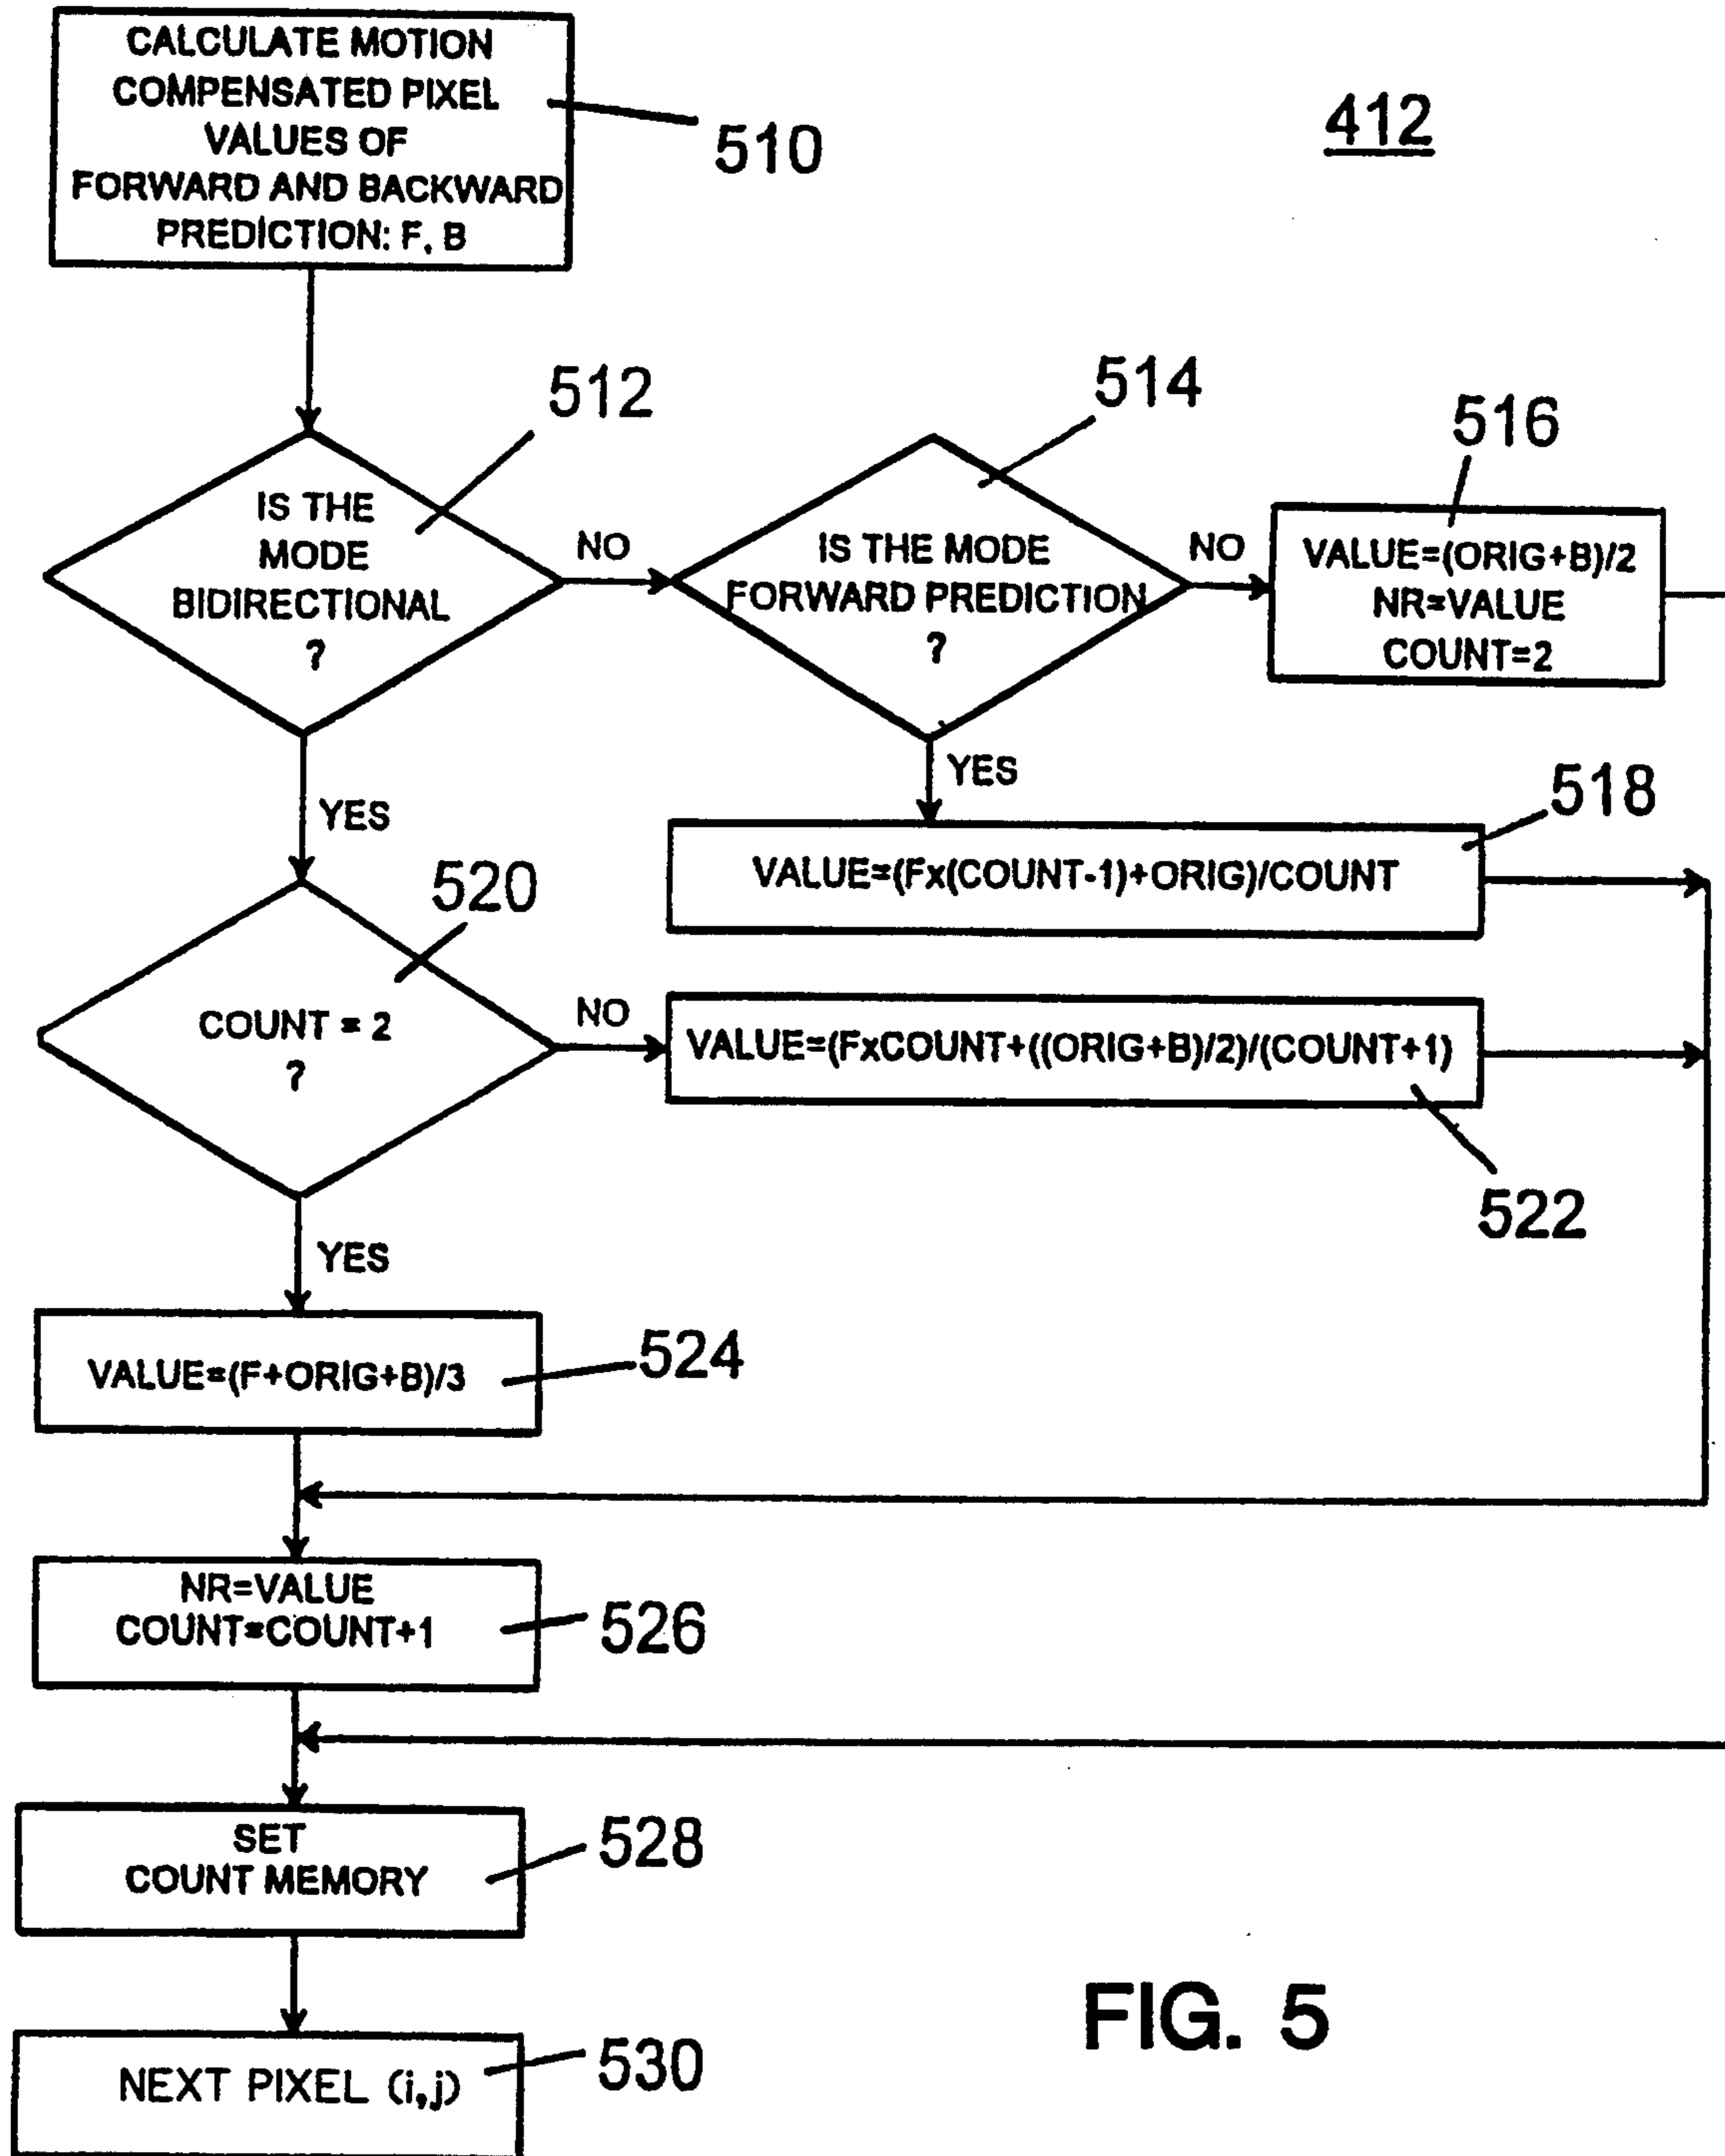 CALCULATE MOTION
COMPENSATED PIXEL
VALUES OF
FORWARD AND BACKWARD
PREDICTION: F, B
510
412
512
514
516
IS THE
MODE
BIDIRECTIONAL
?
NO
IS THE MODE
FORWARD PREDICTION
?
NO
VALUE=(ORIG+B)/2
NR=VALUE
COUNT=2
YES
YES
518
VALUE=(Fx(COUNT-1)+ORIG)/COUNT
520
COUNT = 2
?
NO
VALUE=(FxCOUNT+((ORIG+B)/2)/(COUNT+1)
522
YES
VALUE=(F+ORIG+B)/3
524
NR=VALUE
COUNT=COUNT+1
526
SET
COUNT MEMORY
528
NEXT PIXEL (i,j)
530
FIG. 5